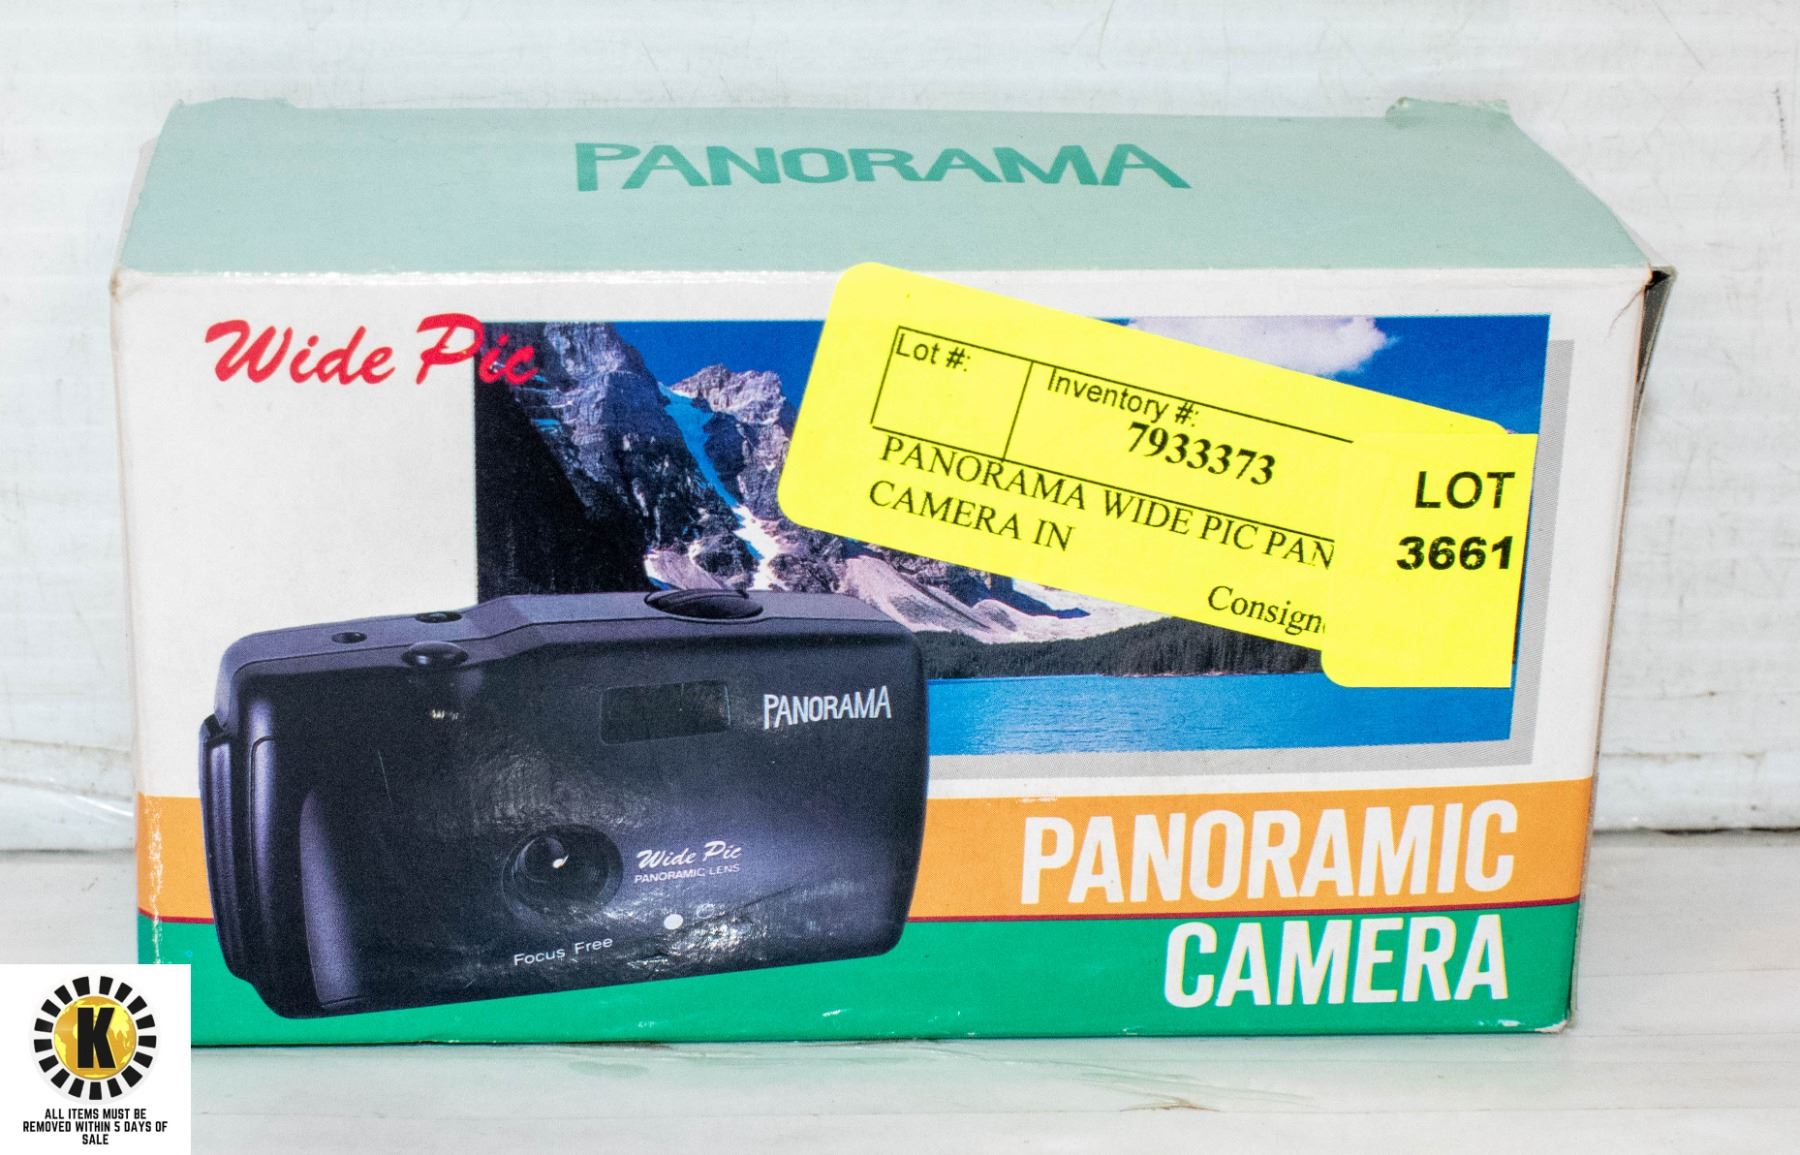 PANORAMA
Wide Pic
Lot #:
Inventory #:
7933373
PANORAMA WIDE PIC PAN
CAMERA IN
Consign
LOT
3661
PANORAMA
Wide Pic
PANORAMIC LENS
Focus Free
PANORAMIC
CAMERA
K
ALL ITEMS MUST BE
REMOVED WITHIN 5 DAYS OF
SALE